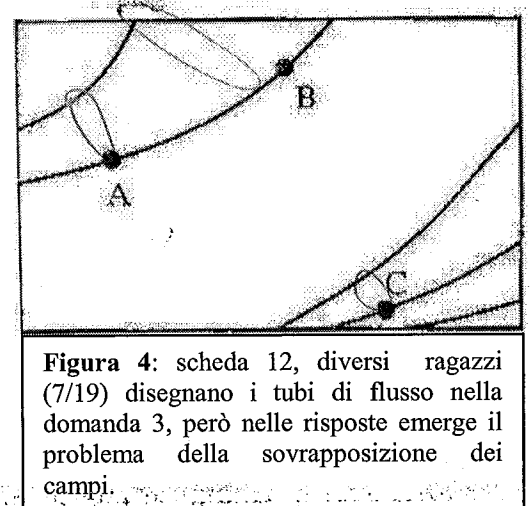 B
A
C
Figura 4: scheda 12, diversi ragazzi
(7/19) disegnano i tubi di flusso nella
domanda 3, però nelle risposte emerge il
problema della sovrapposizione dei
campi.